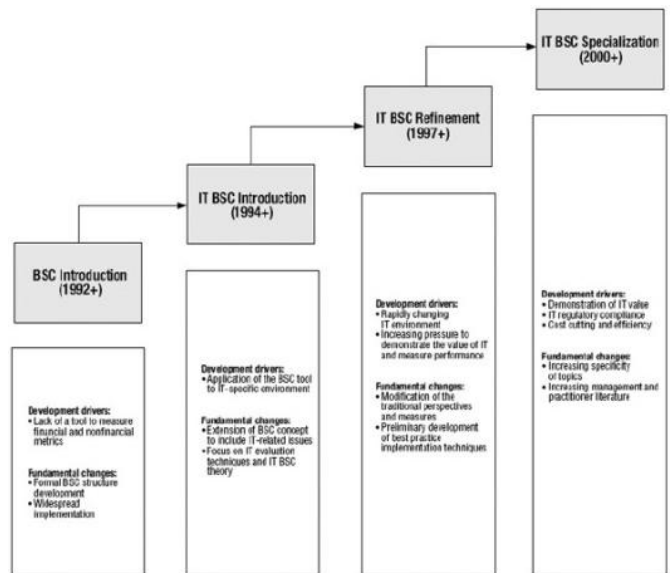 IT BSC Specialization
(2000+)
IT BSC Refinement
(1997+)
IT BSC Introduction
(1994+)
BSC Introduction
(1992+)
Development drivers:
• Lack of a tool to measure
financial and nonfinancial
metrics
Fundamental changes:
• Formal BSC structure
development
• Widespread
implementation
Development drivers:
• Application of the BSC tool
to IT-specific environment
Fundamental changes:
• Extension of BSC concept
to include IT-related issues
• Focus on IT evaluation
techniques and IT BSC
theory
Development drivers:
• Rapidly changing
IT environment
• Increasing pressure to
demonstrate the value of IT
and measure performance
Fundamental changes:
• Modification of the
traditional perspectives
and measures
• Preliminary development
of best practice
implementation techniques
Development drivers:
• Demonstration of IT value
• IT regulatory compliance
• Cost cutting and efficiency
Fundamental changes:
• Increasing specificity
of topics
• Increasing management and
practitioner literature